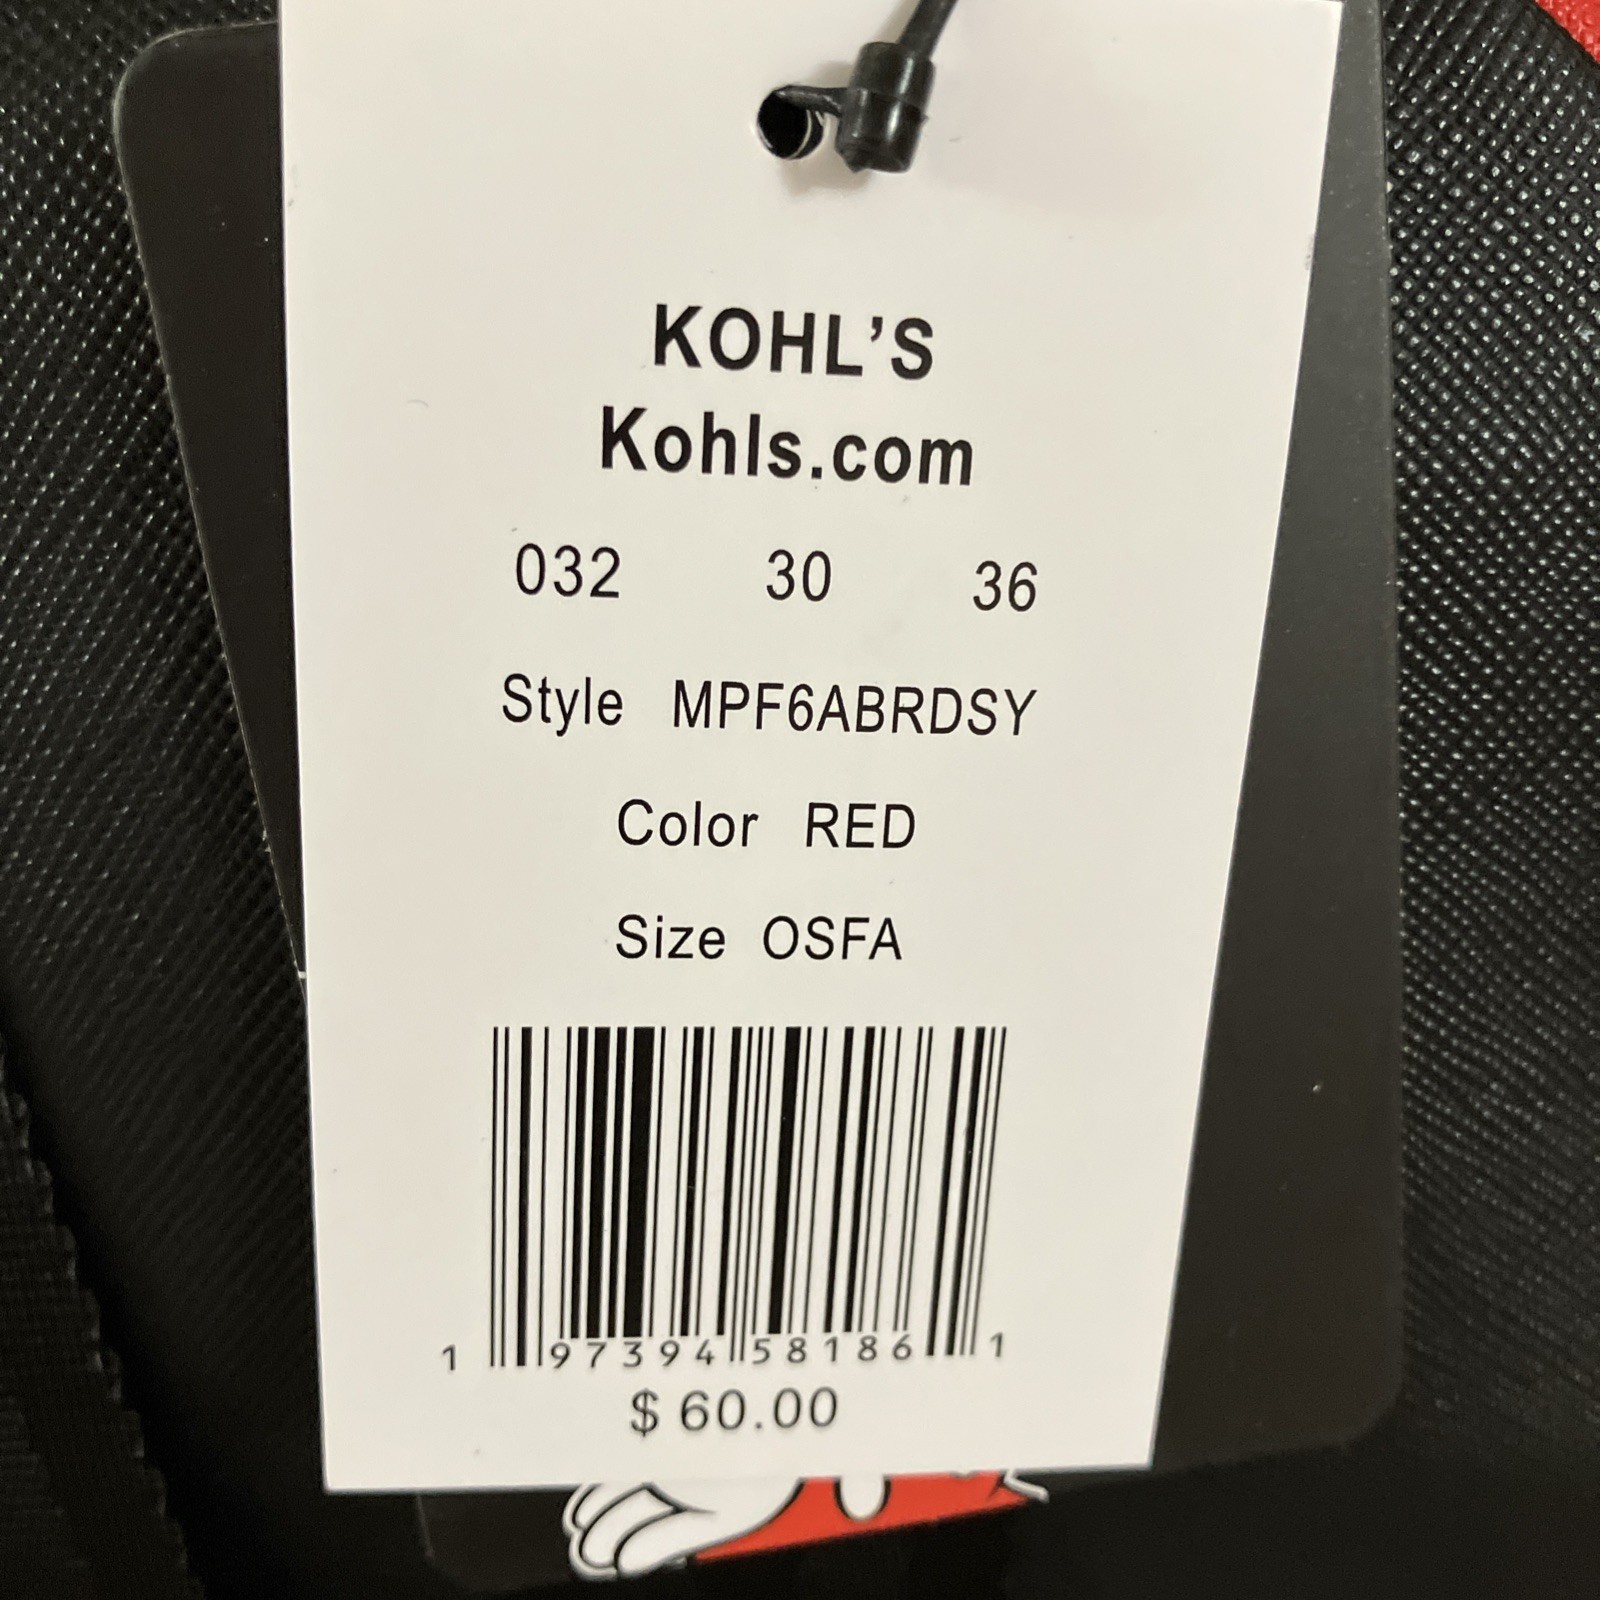 KOHL'S
Kohls.com
032 30 36
Style MPF6ABRDSY
Color RED
Size OSFA
1 97394 58186 1
$ 60.00